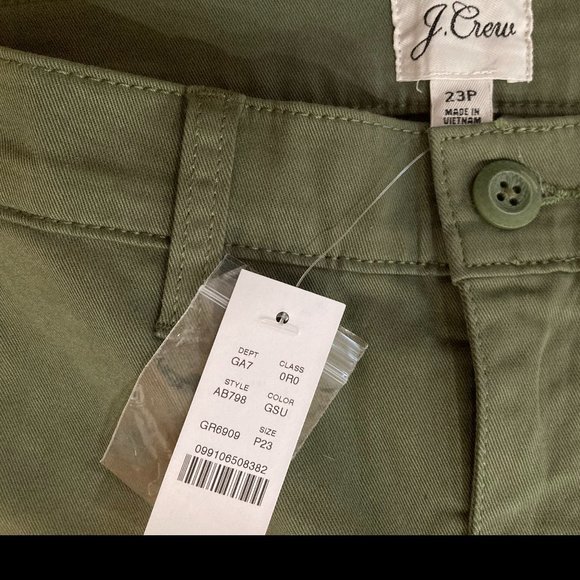 J.Crew
23P
MADE IN
VIETNAM
DEPT CLASS
GA7 0R0
STYLE COLOR
AB798 GSU
SIZE
GR6909 P23
099106508382